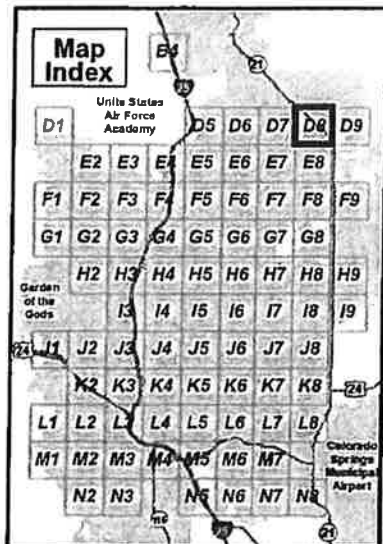 Map
Index
B4
21
25
Unite States
Air Force
Academy
D1 D5 D6 D7 D8 D9
E2 E3 E4 E5 E6 E7 E8
F1 F2 F3 F4 F5 F6 F7 F8 F9
G1 G2 G3 G4 G5 G6 G7 G8
H2 H3 H4 H5 H6 H7 H8 H9
Garden
of the
Gods
I3 I4 I5 I6 I7 I8 I9
24
J1 J2 J3 J4 J5 J6 J7 J8
K2 K3 K4 K5 K6 K7 K8
24
L1 L2 L3 L4 L5 L6 L7 L8
M1 M2 M3 M4 M5 M6 M7
Colorado
Springs
Municipal
Airport
N2 N3 N5 N6 N7 N8
21